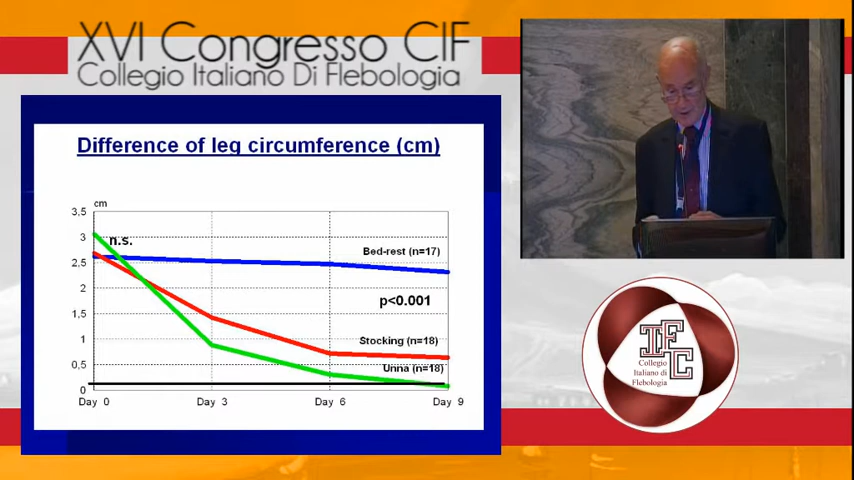 XVI Congresso CIF
Collegio Italiano Di Flebologia
Difference of leg circumference (cm)
cm
3,5
3
2,5
2
1,5
1
0,5
0
n.s.
Bed-rest (n=17)
p<0.001
Stocking (n=18)
Unna (n=18)
Day 0
Day 3
Day 6
Day 9
Collegio
Italiano di
Flebologia